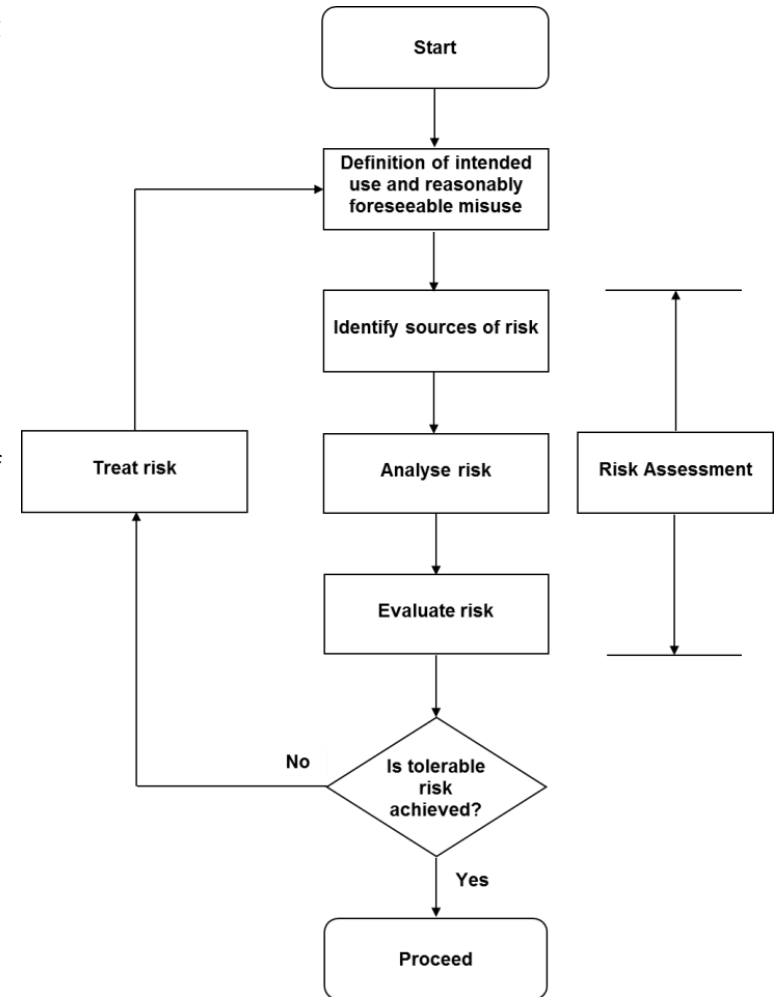 Start
Definition of intended
use and reasonably
foreseeable misuse
Identify sources of risk
Treat risk
Analyse risk
Risk Assessment
Evaluate risk
No
Is tolerable
risk
achieved?
Yes
Proceed